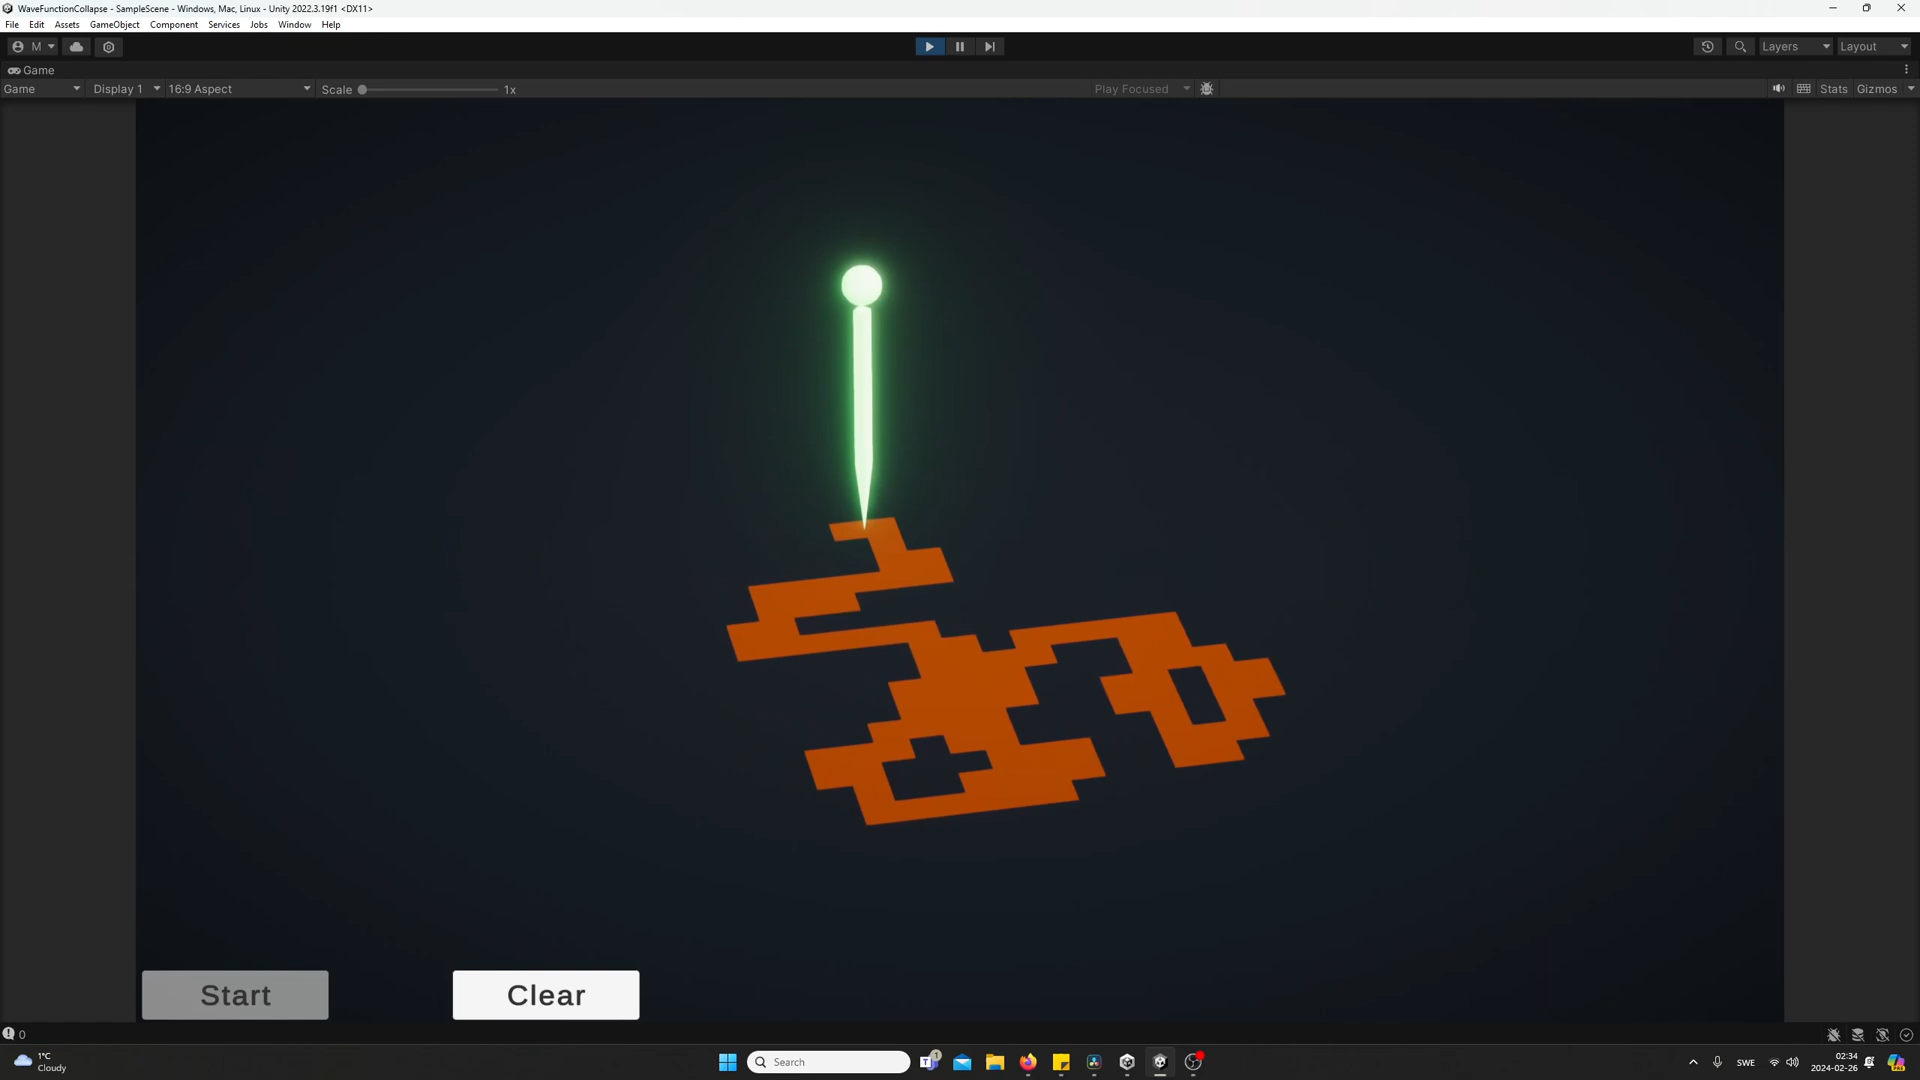 WaveFunctionCollapse - SampleScene - Windows, Mac, Linux - Unity 2022.3.19f1 <DX11>
File Edit Assets GameObject Component Services Jobs Window Help
M Layers Layout
Game
Game Display 1 16:9 Aspect Scale 1x Play Focused Stats Gizmos
Start Clear
0
1°C
Cloudy
Search
1
SWE
02:34
2024-02-26